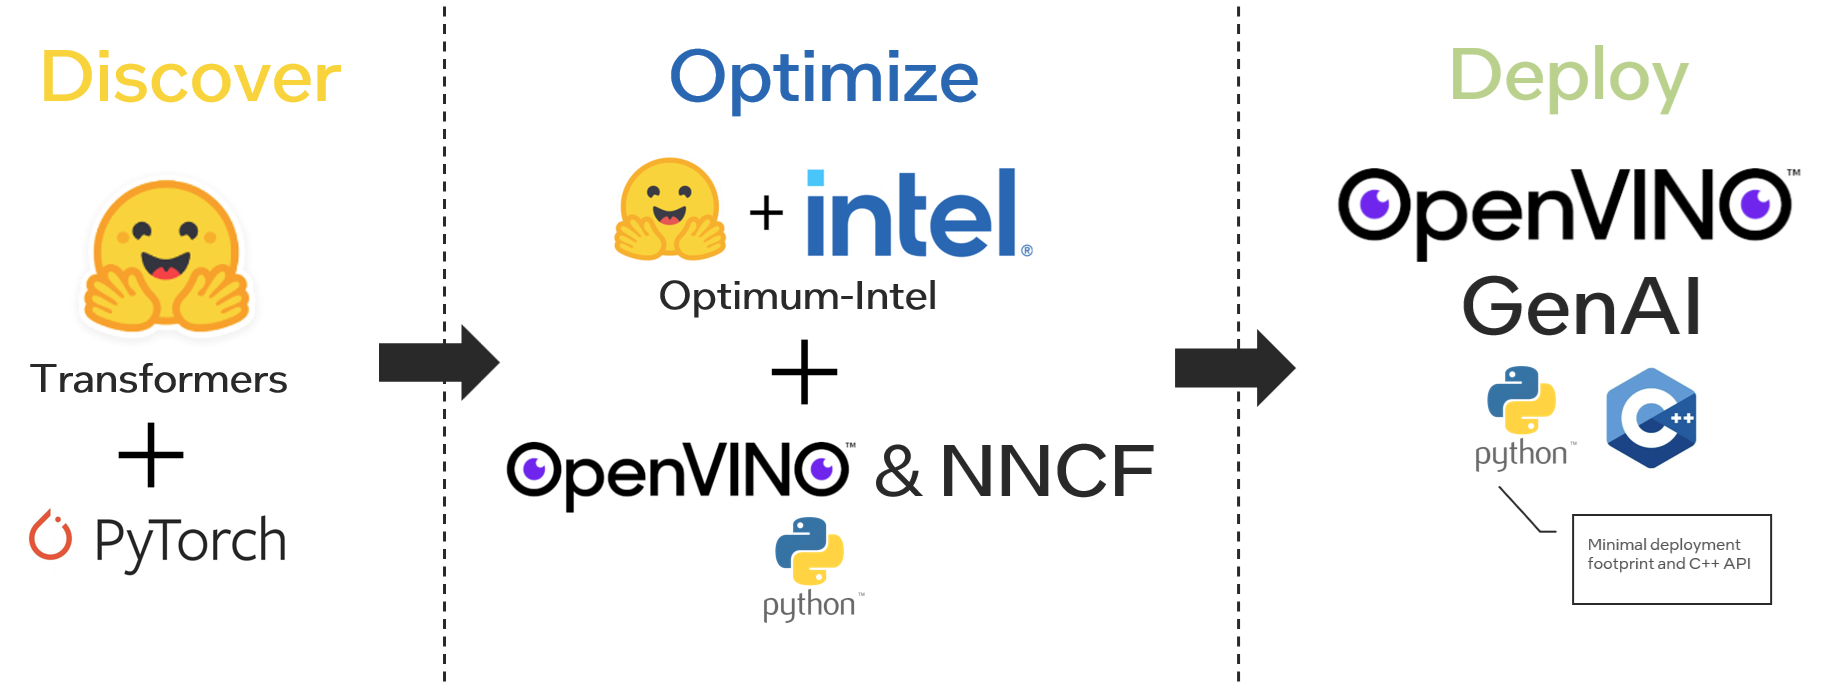 Discover
Transformers
+
PyTorch
Optimize
+ intel®
Optimum-Intel
+
OpenVINO™ & NNCF
python™
Deploy
OpenVINO™
GenAI
python™ C++
Minimal deployment
footprint and C++ API